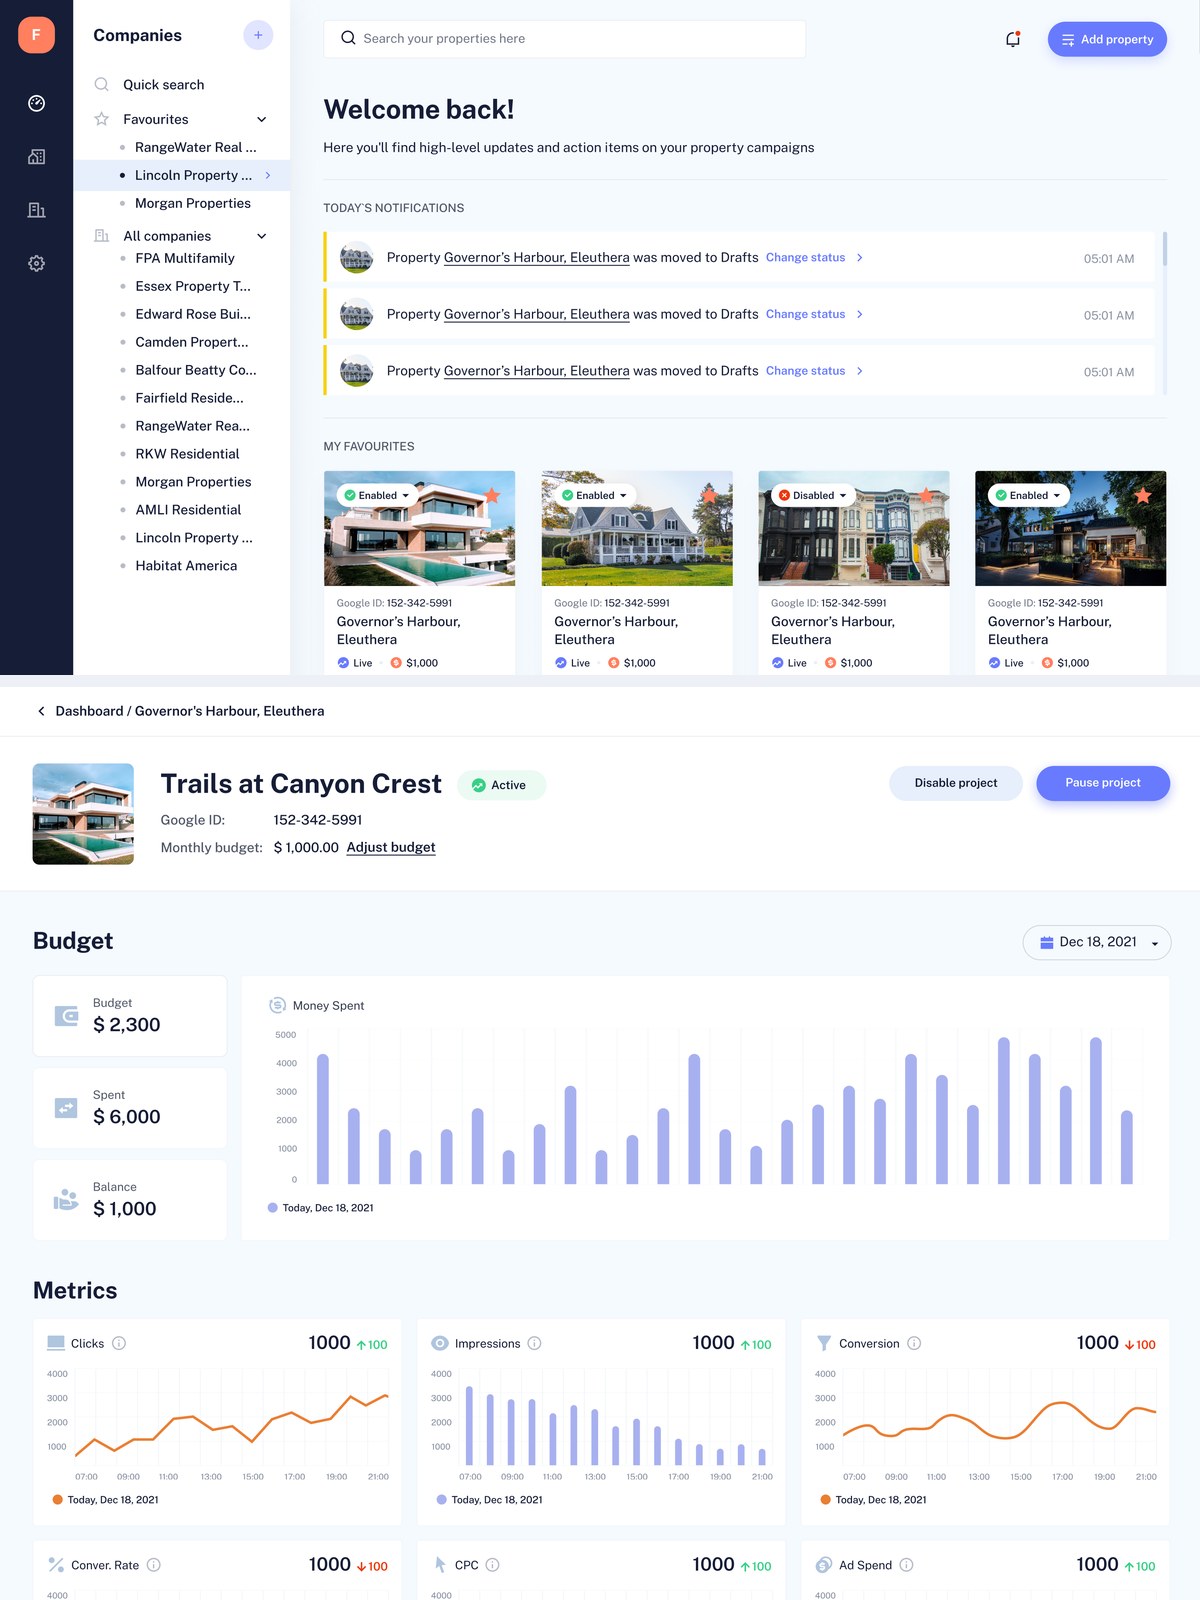 F
Companies
+
Quick search
Favourites
RangeWater Real ...
Lincoln Property ...
Morgan Properties
All companies
FPA Multifamily
Essex Property T...
Edward Rose Bui...
Camden Propert...
Balfour Beatty Co...
Fairfield Reside...
RangeWater Rea...
RKW Residential
Morgan Properties
AMLI Residential
Lincoln Property ...
Habitat America
Search your properties here
Add property
Welcome back!
Here you'll find high-level updates and action items on your property campaigns
TODAY`S NOTIFICATIONS
Property Governor's Harbour, Eleuthera was moved to Drafts Change status 05:01 AM
Property Governor's Harbour, Eleuthera was moved to Drafts Change status 05:01 AM
Property Governor's Harbour, Eleuthera was moved to Drafts Change status 05:01 AM
MY FAVOURITES
Enabled
Google ID: 152-342-5991
Governor's Harbour,
Eleuthera
Live $1,000
Enabled
Google ID: 152-342-5991
Governor's Harbour,
Eleuthera
Live $1,000
Disabled
Google ID: 152-342-5991
Governor's Harbour,
Eleuthera
Live $1,000
Enabled
Google ID: 152-342-5991
Governor's Harbour,
Eleuthera
Live $1,000
Dashboard / Governor's Harbour, Eleuthera
Trails at Canyon Crest
Active
Google ID: 152-342-5991
Monthly budget: $ 1,000.00 Adjust budget
Disable project
Pause project
Budget
Dec 18, 2021
Budget
$ 2,300
Spent
$ 6,000
Balance
$ 1,000
Money Spent
5000
4000
3000
2000
1000
0
Today, Dec 18, 2021
Metrics
Clicks
1000 100
4000
3000
2000
1000
07:00 09:00 11:00 13:00 15:00 17:00 19:00 21:00
Today, Dec 18, 2021
Impressions
1000 100
4000
3000
2000
1000
07:00 09:00 11:00 13:00 15:00 17:00 19:00 21:00
Today, Dec 18, 2021
Conversion
1000 100
4000
3000
2000
1000
07:00 09:00 11:00 13:00 15:00 17:00 19:00 21:00
Today, Dec 18, 2021
Conver. Rate
1000 100
4000
CPC
1000 100
4000
Ad Spend
1000 100
4000